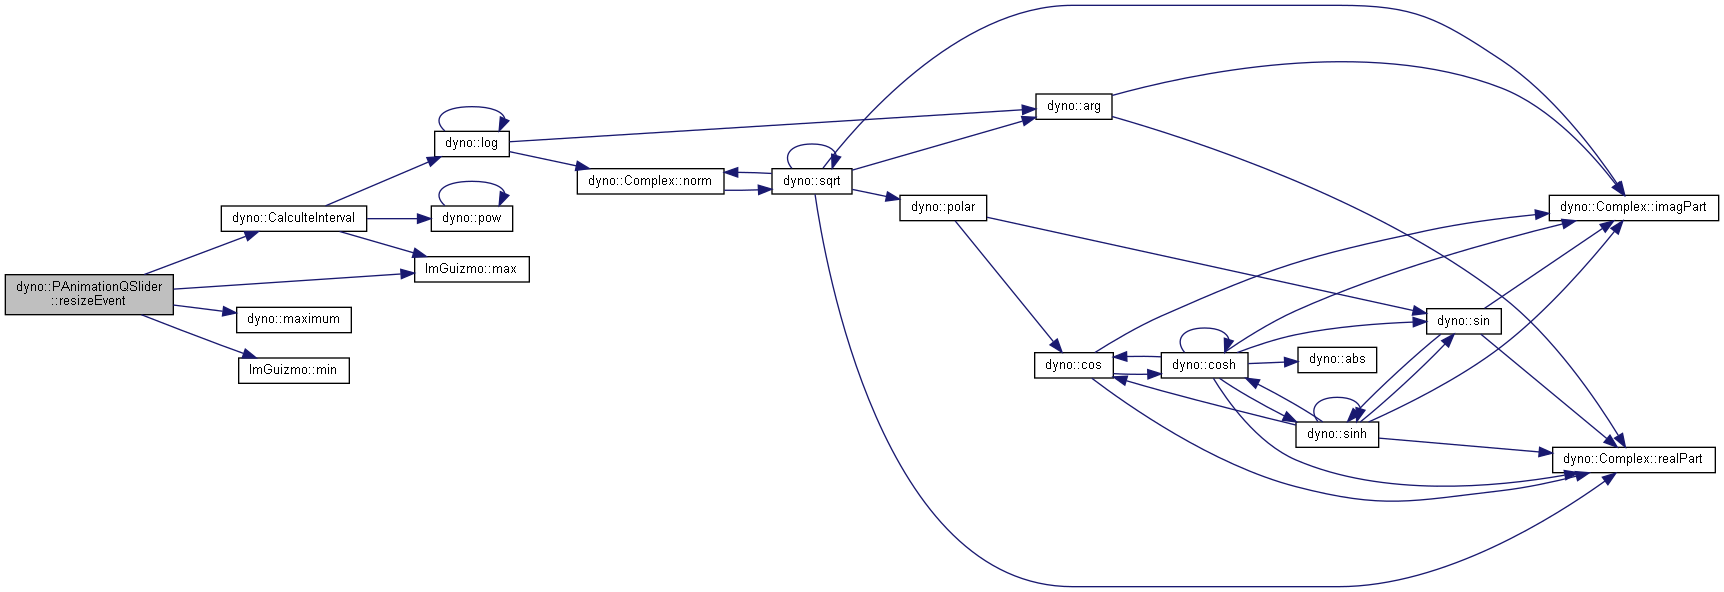 dyno::PAnimationQSlider
::resizeEvent
dyno::CalculteInterval
dyno::maximum
ImGuizmo::min
dyno::log
dyno::pow
ImGuizmo::max
dyno::Complex::norm
dyno::sqrt
dyno::polar
dyno::arg
dyno::cos
dyno::cosh
dyno::abs
dyno::sinh
dyno::sin
dyno::Complex::imagPart
dyno::Complex::realPart